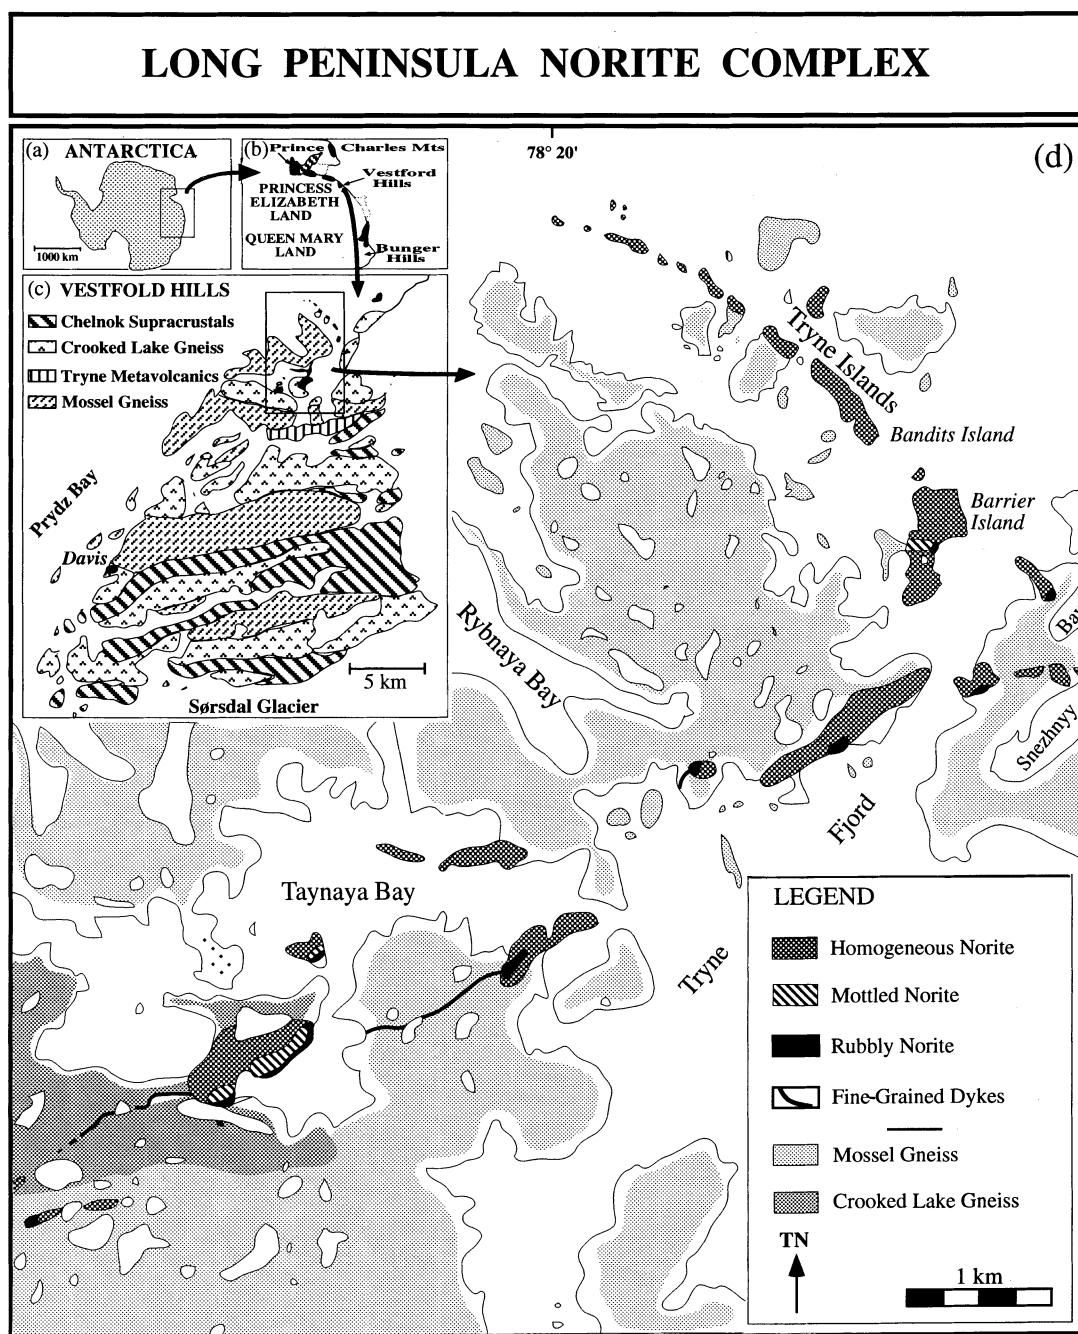 LONG PENINSULA NORITE COMPLEX
(a)
ANTARCTICA
1000 km
(b)
Prince Charles Mts
Vestford
Hills
PRINCESS
ELIZABETH
LAND
QUEEN MARY
LAND
Bunger
Hills
78° 20'
(d)
(c) VESTFOLD HILLS
Chelnok Supracrustals
Crooked Lake Gneiss
Tryne Metavolcanics
Mossel Gneiss
Prydz Bay
Davis
5 km
Sørsdal Glacier
Tryne Islands
Bandits Island
Barrier
Island
Rybnaya Bay
Bay
Snezhnyy
Fjord
Taynaya Bay
Tryne
LEGEND
Homogeneous Norite
Mottled Norite
Rubbly Norite
Fine-Grained Dykes
Mossel Gneiss
Crooked Lake Gneiss
TN
1 km